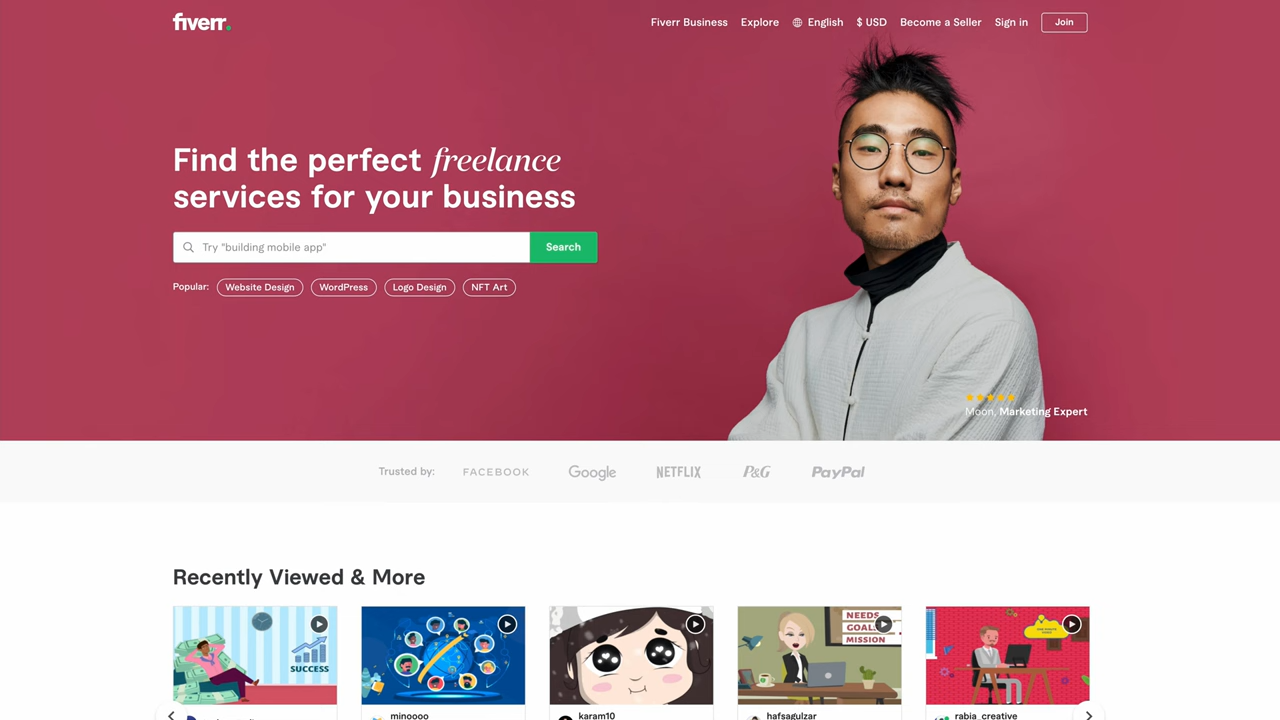 fiverr.
Fiverr Business Explore English $ USD Become a Seller Sign in Join
Find the perfect freelance
services for your business
Try "building mobile app" Search
Popular: Website Design WordPress Logo Design NFT Art
Moon, Marketing Expert
Trusted by: FACEBOOK Google NETFLIX P&G PayPal
Recently Viewed & More
SUCCESS
NEEDS
GOALS
MISSION
minoooo karam10 hafsagulzar rabia_creative